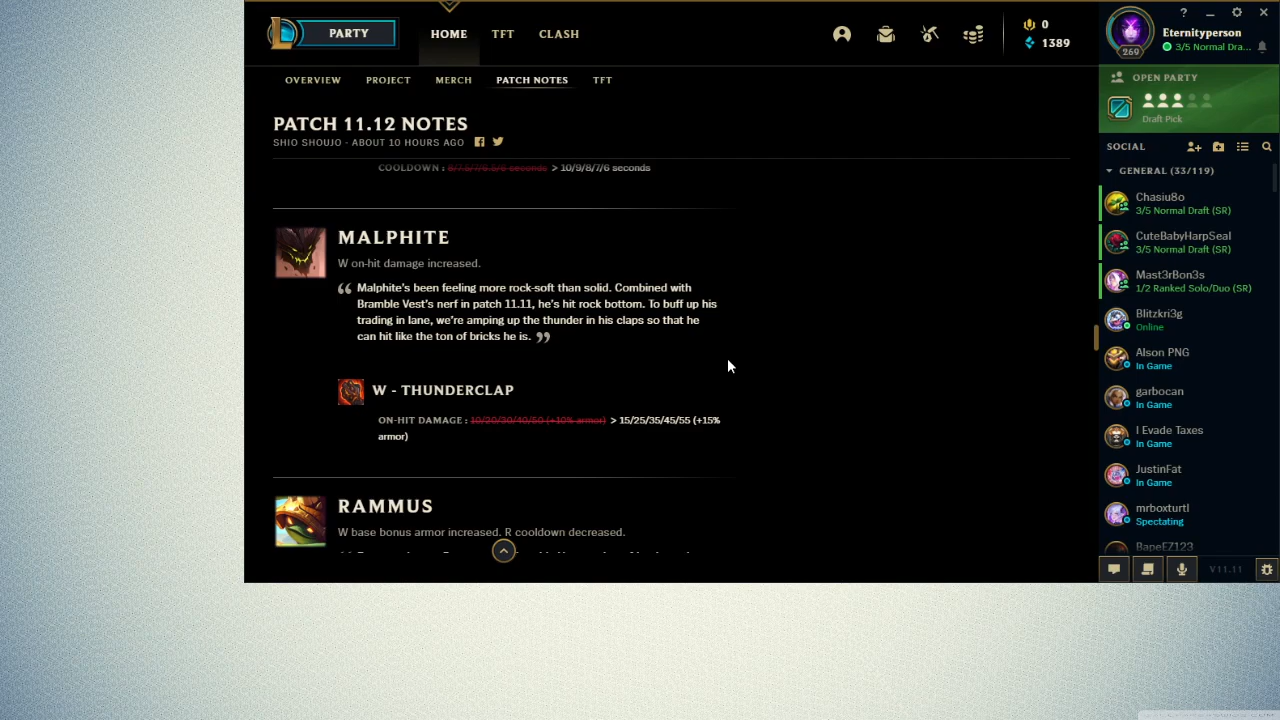 PARTY
HOME
TFT
CLASH
0
1389
?
269
Eternityperson
3/5 Normal Dra...
OVERVIEW
PROJECT
MERCH
PATCH NOTES
TFT
OPEN PARTY
Draft Pick
PATCH 11.12 NOTES
SHIO SHOUJO - ABOUT 10 HOURS AGO
COOLDOWN : > 10/9/8/7/6 seconds
MALPHITE
W on-hit damage increased.
“ Malphite's been feeling more rock-soft than solid. Combined with
Bramble Vest's nerf in patch 11.11, he's hit rock bottom. To buff up his
trading in lane, we're amping up the thunder in his claps so that he
can hit like the ton of bricks he is. ”
W - THUNDERCLAP
ON-HIT DAMAGE : 10/20/30/40/50 (+10% armor) > 15/25/35/45/55 (+15%
armor)
RAMMUS
W base bonus armor increased. R cooldown decreased.
SOCIAL
GENERAL (33/119)
Chasiu8o
3/5 Normal Draft (SR)
CuteBabyHarpSeal
3/5 Normal Draft (SR)
Mast3rBon3s
1/2 Ranked Solo/Duo (SR)
Blitzkri3g
Online
Alson PNG
In Game
garbocan
In Game
I Evade Taxes
In Game
JustinFat
In Game
mrboxturtl
Spectating
BapeEZ123
V11.11